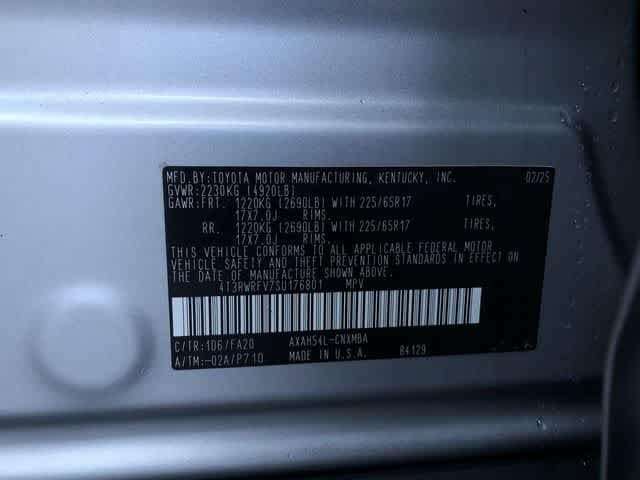 MFD.BY:TOYOTA MOTOR MANUFACTURING, KENTUCKY, INC. 02/25
GVWR:2230KG (4920LB)
GAWR:FRT. 1220KG (2690LB) WITH 225/65R17 TIRES,
17X7.0J RIMS.
RR. 1220KG (2690LB) WITH 225/65R17 TIRES,
17X7.0J RIMS.
THIS VEHICLE CONFORMS TO ALL APPLICABLE FEDERAL MOTOR
VEHICLE SAFETY AND THEFT PREVENTION STANDARDS IN EFFECT ON
THE DATE OF MANUFACTURE SHOWN ABOVE.
4T3RWRFV7SU176801 MPV
C/TR:1D6/FA20 AXAH54L-CNXMBA
A/TM:-02A/P710 MADE IN U.S.A. B4129